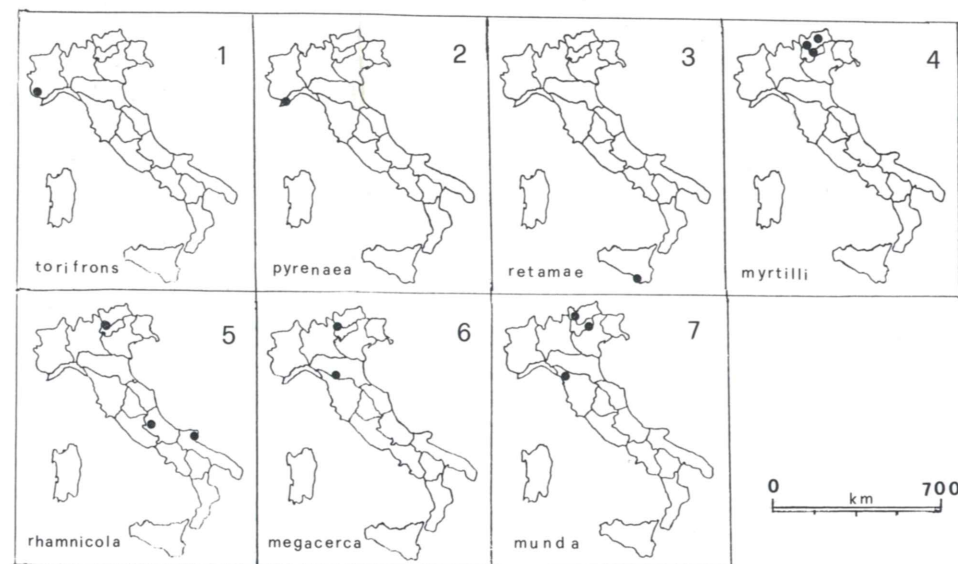 1
2
3
4
torifrons
pyrenaea
retamae
myrtilli
5
6
7
rhamnicola
megacerca
munda
0 km 700